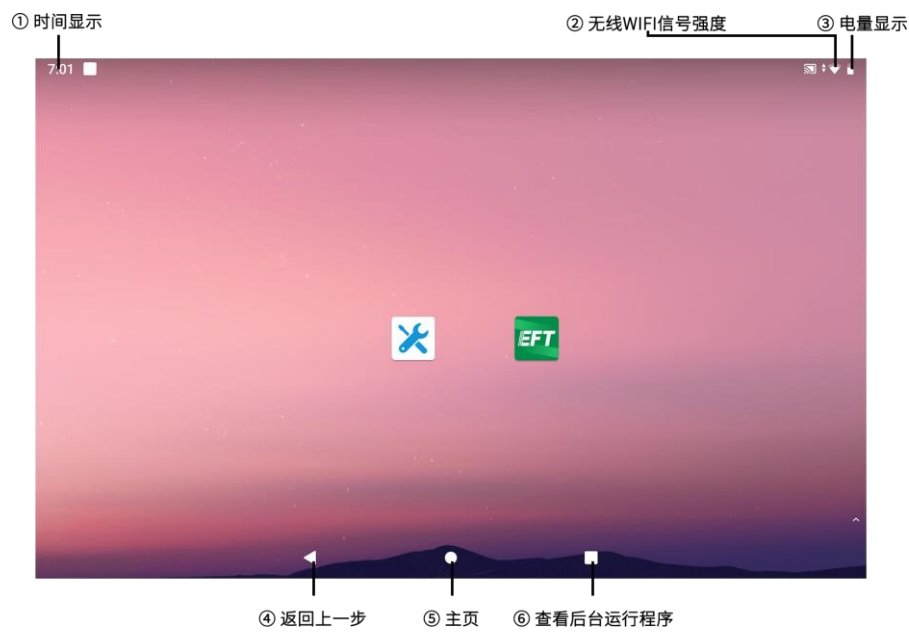 ① 时间显示
② 无线WIFI信号强度
③ 电量显示
7:01
EFT
④ 返回上一步
⑤ 主页
⑥ 查看后台运行程序